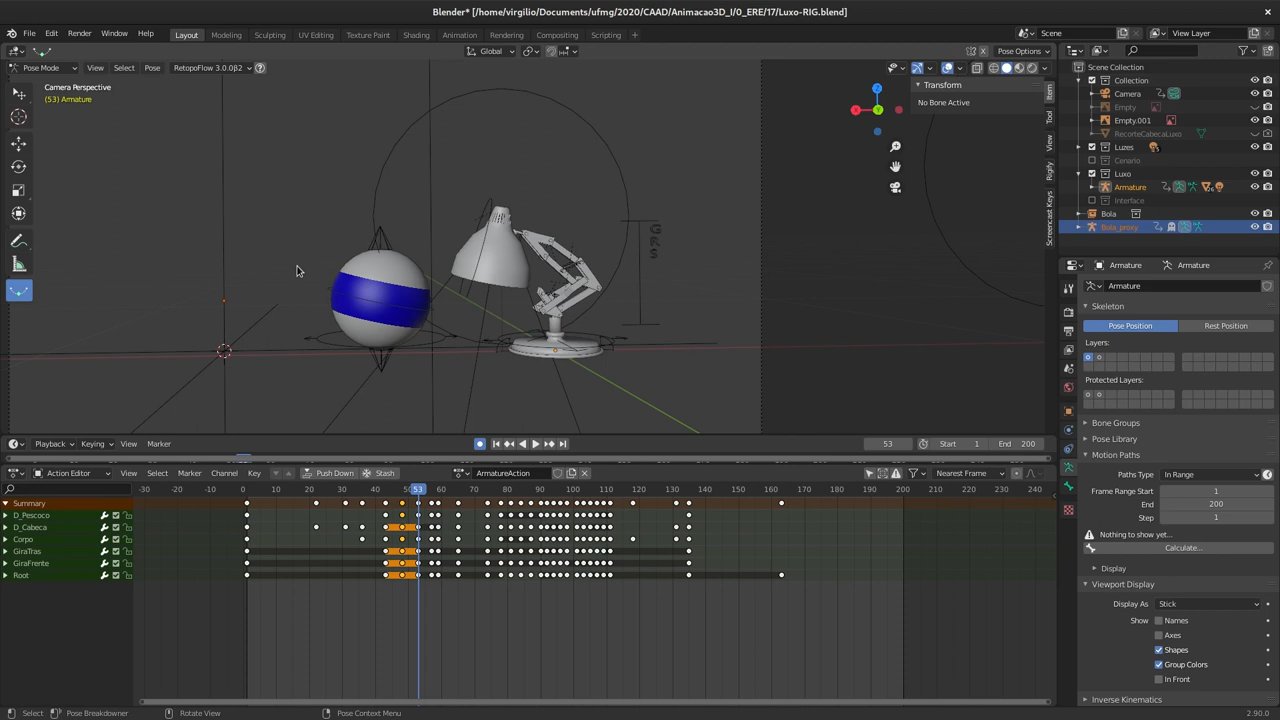 Blender* [/home/virgilio/Documents/ufmg/2020/CAAD/Animacao3D_I/0_ERE/17/Luxo-RIG.blend]
File Edit Render Window Help Layout Modeling Sculpting UV Editing Texture Paint Shading Animation Rendering Compositing Scripting + Scene View Layer
Global Pose Options
Pose Mode View Select Pose RetopoFlow 3.0.0β2
Camera Perspective
(53) Armature
Transform
No Bone Active
Item
Tool
View
Rigify
Screencast Keys
X
Y
Z
G
R
S
Scene Collection
Collection
Camera
Empty
Empty.001
RecorteCabecaLuxo
Luzes
Cenario
Luxo
Armature
Interface
Bola
Bola_proxy
Armature Armature
Armature
Skeleton
Pose Position Rest Position
Layers:
Protected Layers:
Bone Groups
Pose Library
Motion Paths
Paths Type In Range
Frame Range Start 1
End 200
Step 1
Nothing to show yet...
Calculate...
Display
Viewport Display
Display As Stick
Show Names
Axes
Shapes
Group Colors
In Front
Inverse Kinematics
Playback Keying View Marker 53 Start 1 End 200
Action Editor View Select Marker Channel Key Push Down Stash ArmatureAction Nearest Frame
-30 -20 -10 0 10 20 30 40 53 60 70 80 90 100 110 120 130 140 150 160 170 180 190 200 210 220 230 240
Summary
D_Pescoco
D_Cabeca
Corpo
GiraTras
GiraFrente
Root
Select Pose Breakdowner Rotate View Pose Context Menu 2.90.0